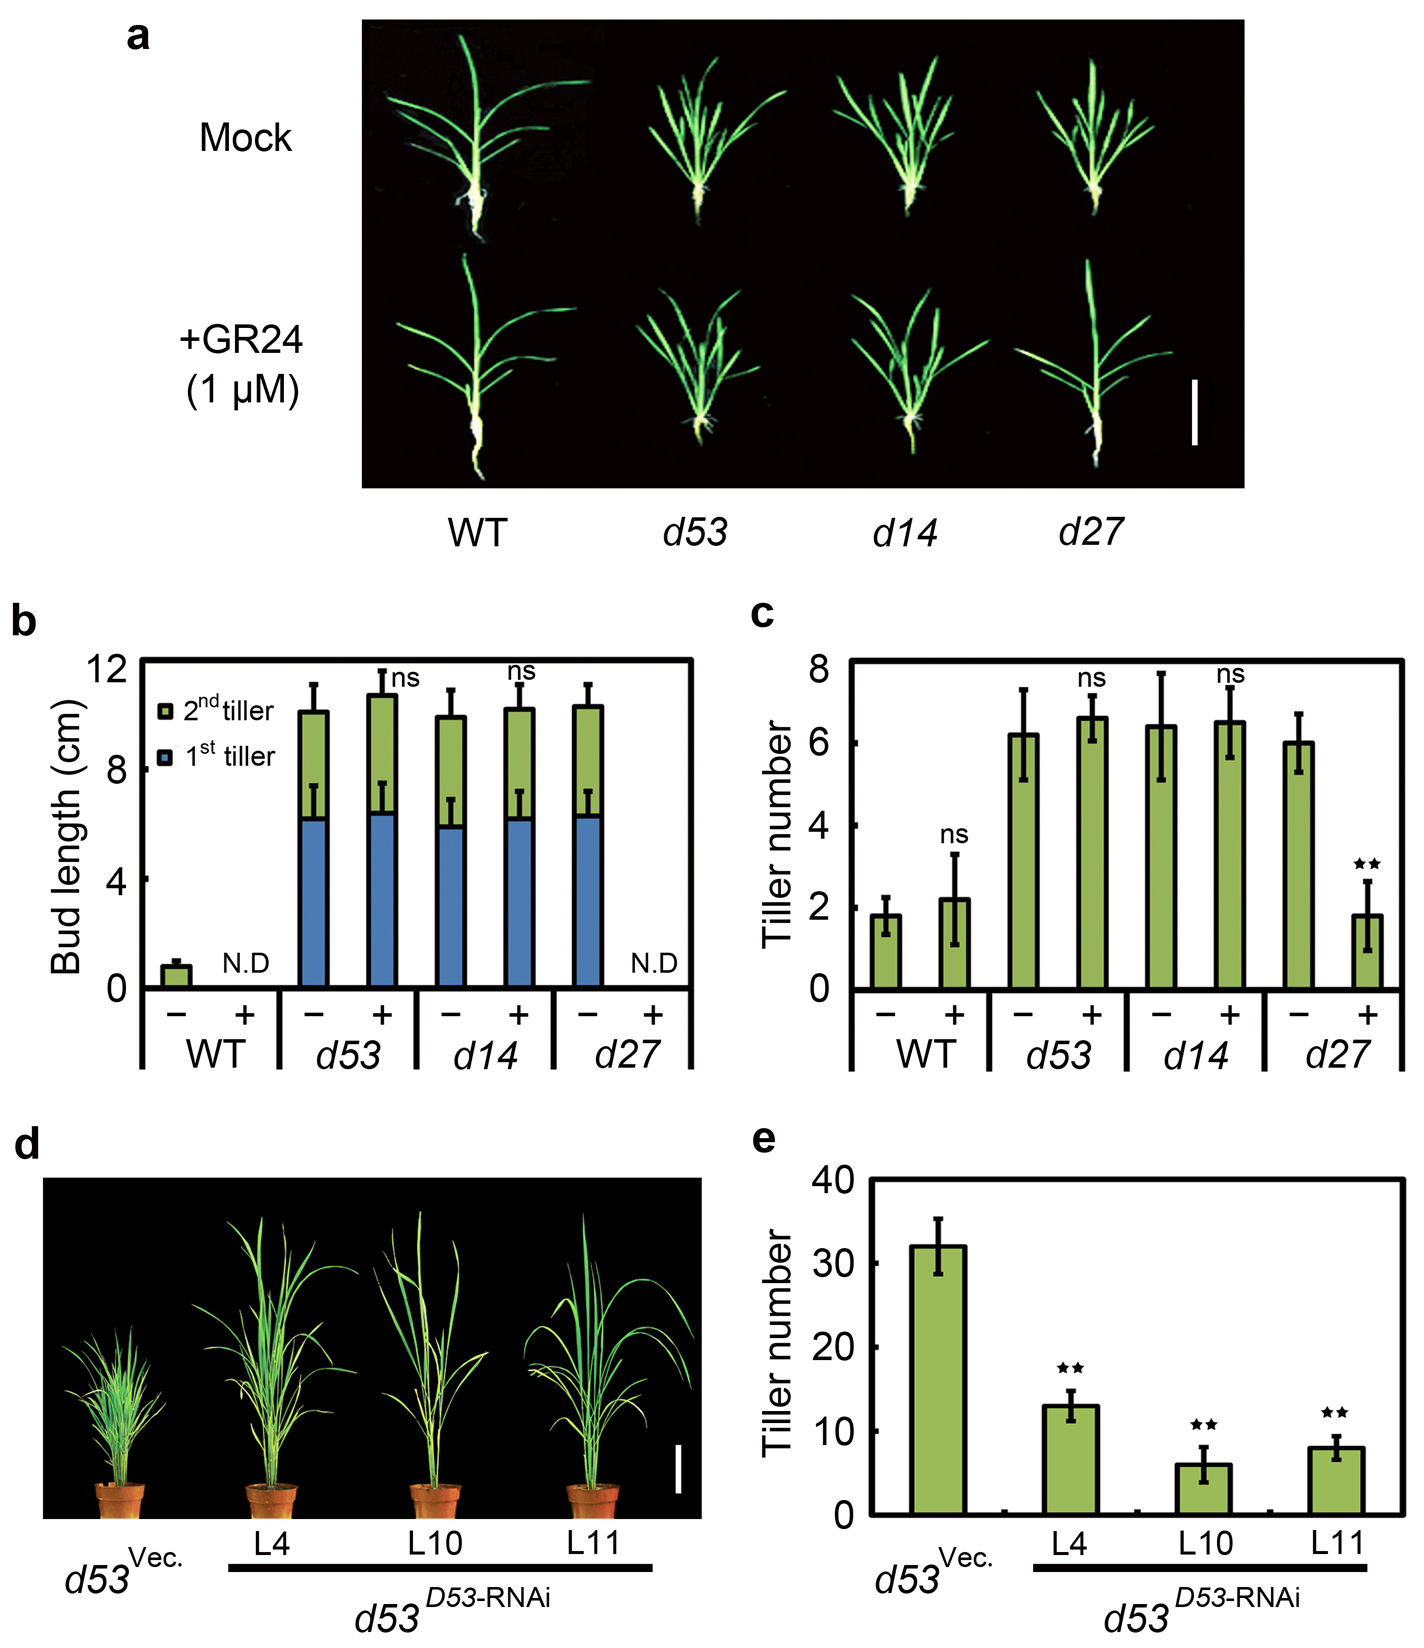 a
Mock
+GR24
(1 µM)
WT d53 d14 d27
b
Bud length (cm)
12
8
4
0
2nd tiller
1st tiller
N.D ns ns N.D
− + − + − + − +
WT d53 d14 d27
c
Tiller number
8
6
4
2
0
ns ns ns ★★
− + − + − + − +
WT d53 d14 d27
d
d53Vec. L4 L10 L11
d53D53-RNAi
e
Tiller number
40
30
20
10
0
★★ ★★ ★★
d53Vec. L4 L10 L11
d53D53-RNAi